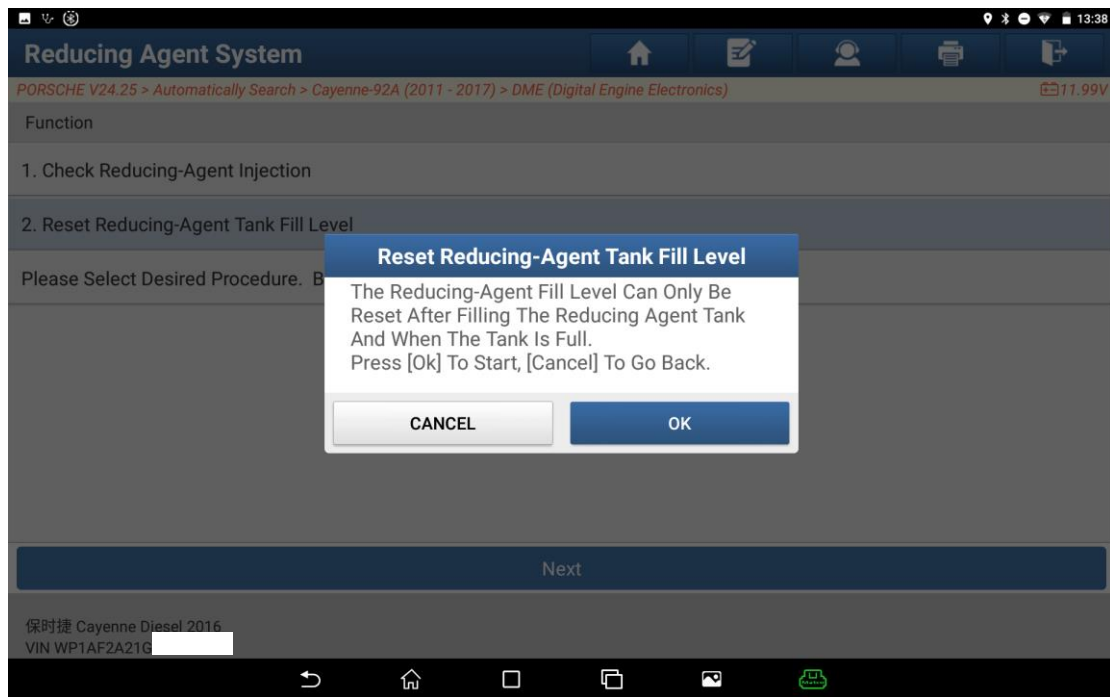 13:38
Reducing Agent System
PORSCHE V24.25 > Automatically Search > Cayenne-92A (2011 - 2017) > DME (Digital Engine Electronics)
11.99V
Function
1. Check Reducing-Agent Injection
2. Reset Reducing-Agent Tank Fill Level
Please Select Desired Procedure. B
Reset Reducing-Agent Tank Fill Level
The Reducing-Agent Fill Level Can Only Be
Reset After Filling The Reducing Agent Tank
And When The Tank Is Full.
Press [Ok] To Start, [Cancel] To Go Back.
CANCEL
OK
Next
保时捷 Cayenne Diesel 2016
VIN WP1AF2A21G